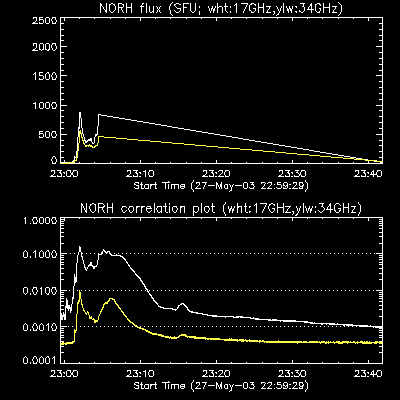 NORH flux (SFU; wht:17GHz,ylw:34GHz)
2500
2000
1500
1000
500
0
23:00 23:10 23:20 23:30 23:40
Start Time (27-May-03 22:59:29)
NORH correlation plot (wht:17GHz,ylw:34GHz)
1.0000
0.1000
0.0100
0.0010
0.0001
23:00 23:10 23:20 23:30 23:40
Start Time (27-May-03 22:59:29)